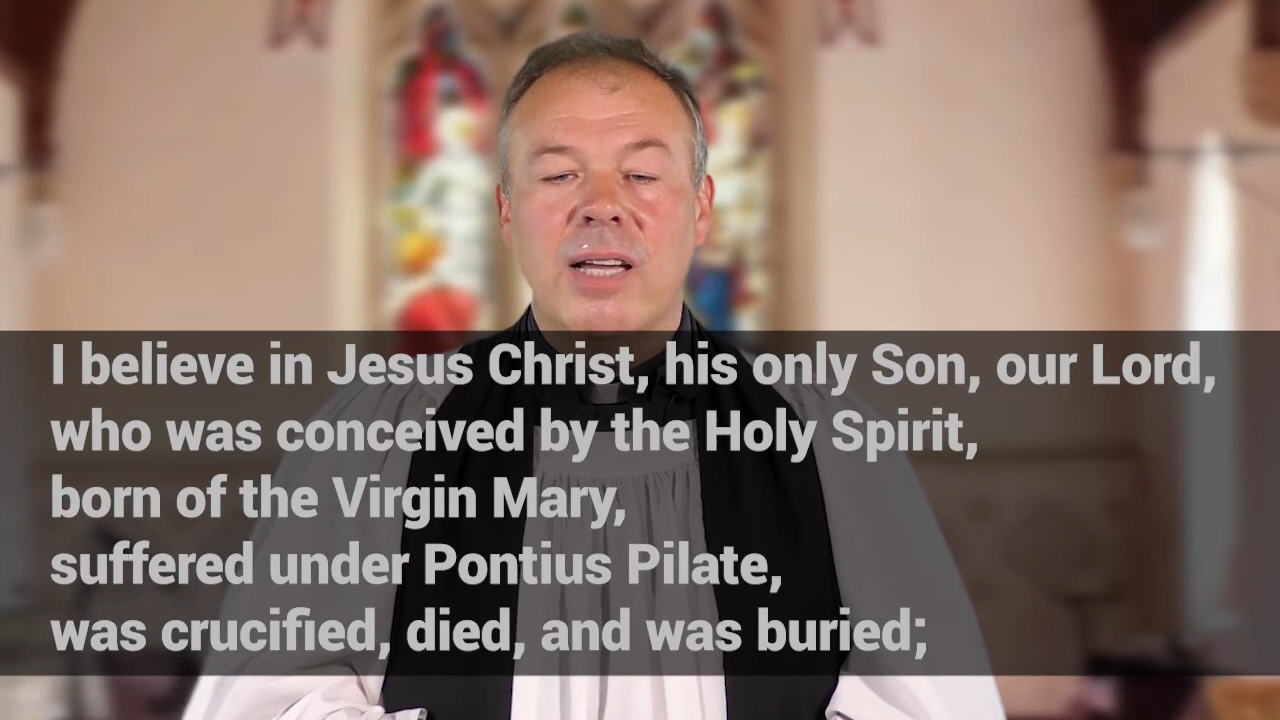 I believe in Jesus Christ, his only Son, our Lord,
who was conceived by the Holy Spirit,
born of the Virgin Mary,
suffered under Pontius Pilate,
was crucified, died, and was buried;